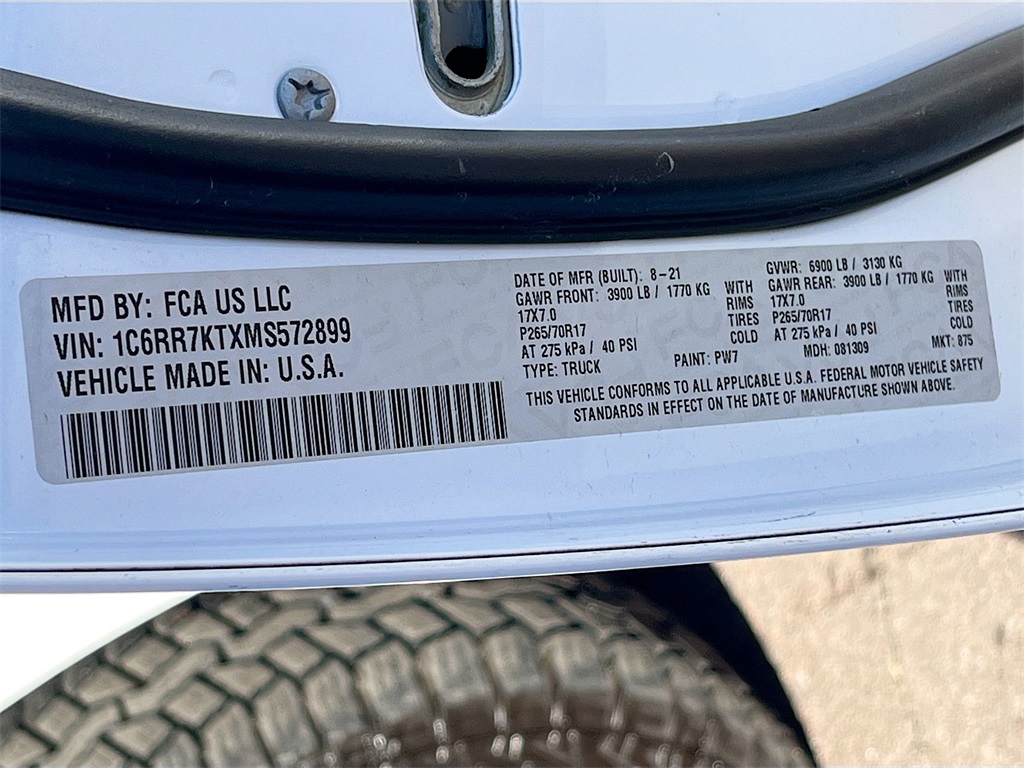 MFD BY: FCA US LLC
VIN: 1C6RR7KTXMS572899
VEHICLE MADE IN: U.S.A.
DATE OF MFR (BUILT): 8-21
GAWR FRONT: 3900 LB / 1770 KG WITH
17X7.0 RIMS
P265/70R17 TIRES
AT 275 kPa / 40 PSI COLD
TYPE: TRUCK PAINT: PW7
GVWR: 6900 LB / 3130 KG
GAWR REAR: 3900 LB / 1770 KG WITH
17X7.0 RIMS
P265/70R17 TIRES
AT 275 kPa / 40 PSI COLD
MDH: 081309 MKT: 875
THIS VEHICLE CONFORMS TO ALL APPLICABLE U.S.A. FEDERAL MOTOR VEHICLE SAFETY
STANDARDS IN EFFECT ON THE DATE OF MANUFACTURE SHOWN ABOVE.